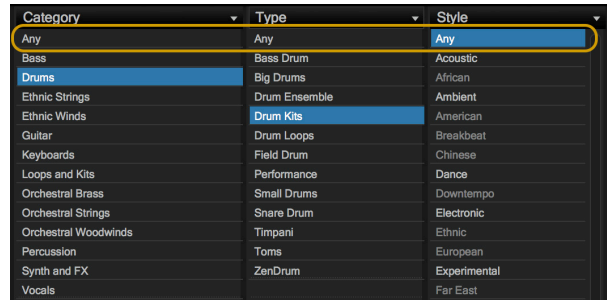 Category Type Style
Any Any Any
Bass Bass Drum Acoustic
Drums Big Drums African
Ethnic Strings Drum Ensemble Ambient
Ethnic Winds Drum Kits American
Guitar Drum Loops Breakbeat
Keyboards Field Drum Chinese
Loops and Kits Performance Dance
Orchestral Brass Small Drums Downtempo
Orchestral Strings Snare Drum Electronic
Orchestral Woodwinds Timpani Ethnic
Percussion Toms European
Synth and FX ZenDrum Experimental
Vocals Far East